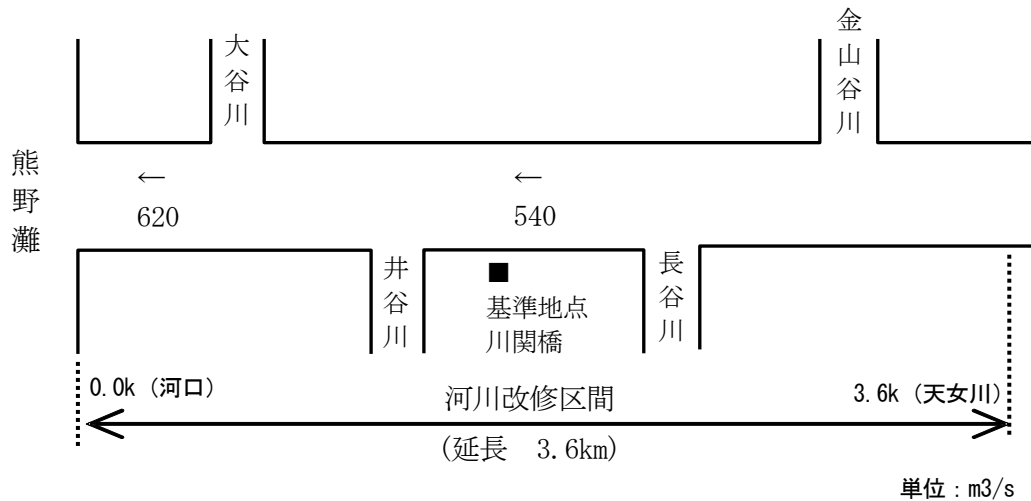 大谷川
金山谷川
熊野灘
←
620
←
540
井谷川
■
基準地点
川関橋
長谷川
0.0k（河口）
河川改修区間
3.6k（天女川）
(延長　3.6km)
単位：m3/s